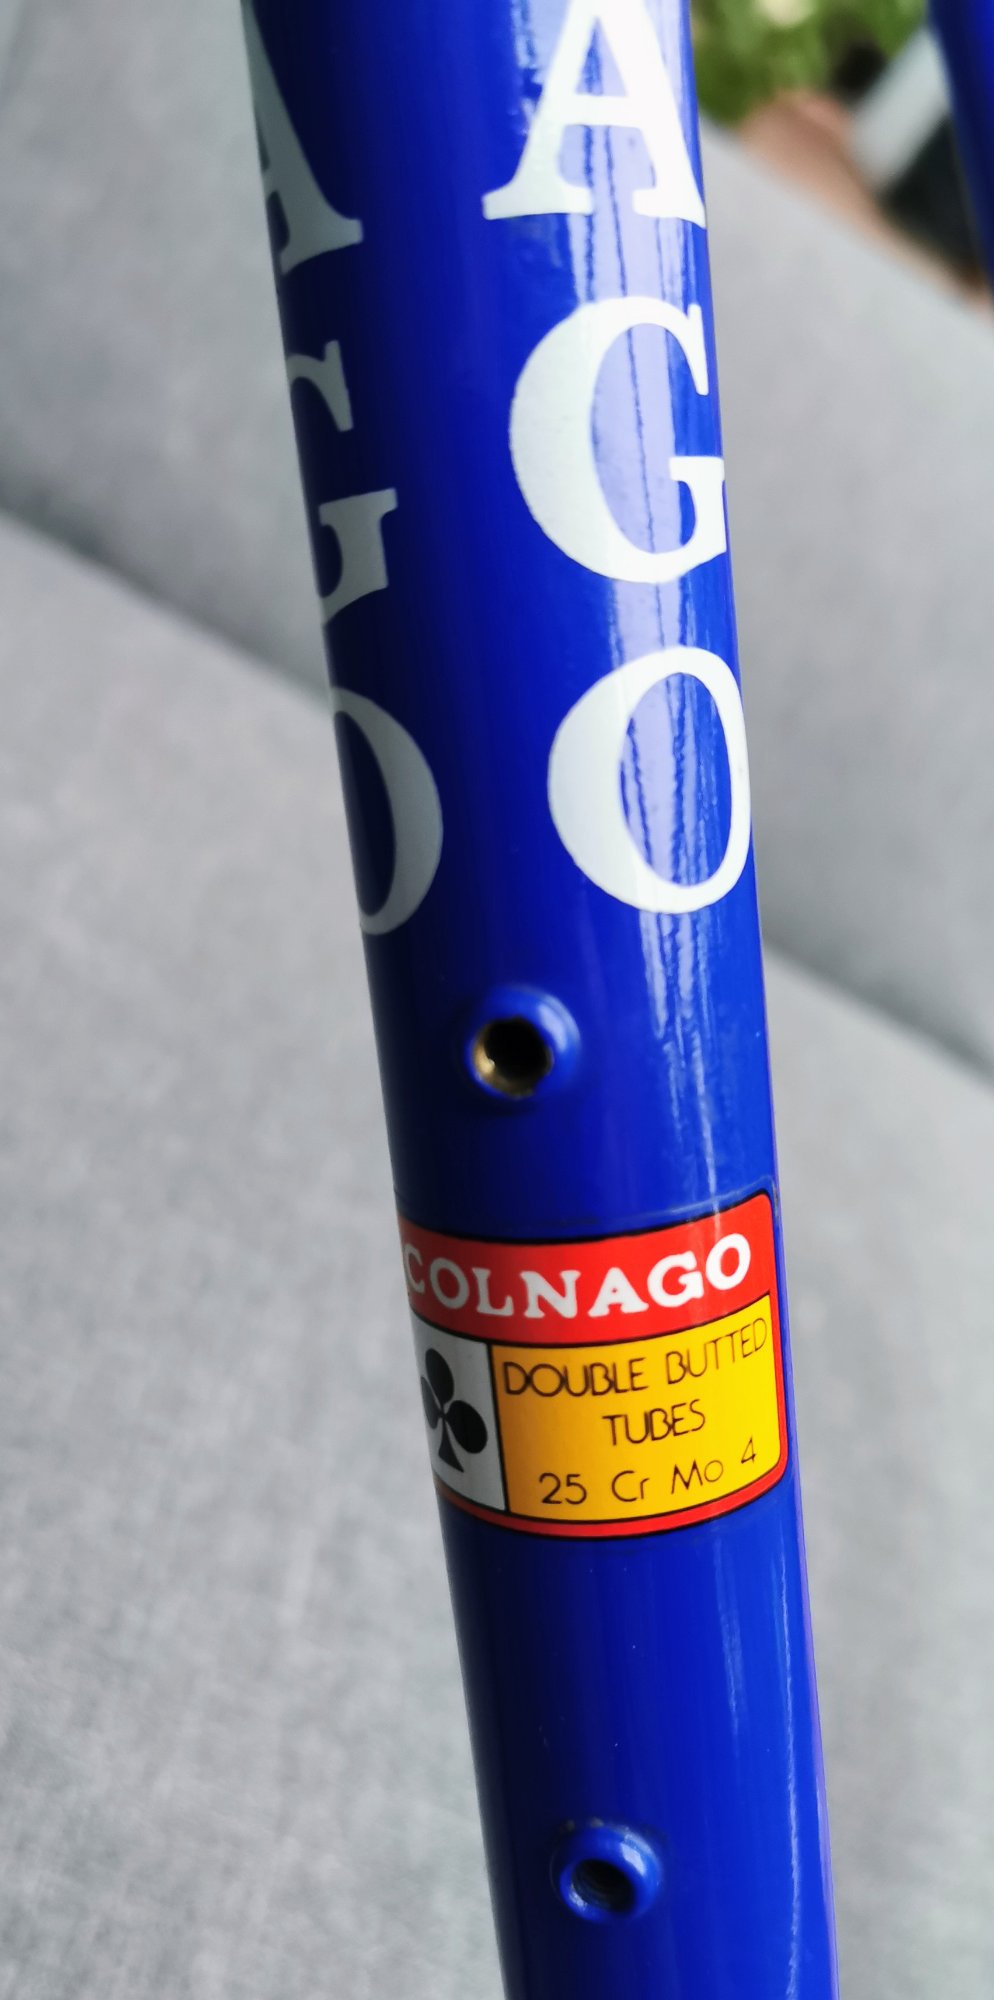 AGO
AGO
COLNAGO
DOUBLE BUTTED
TUBES
25 Cr Mo 4